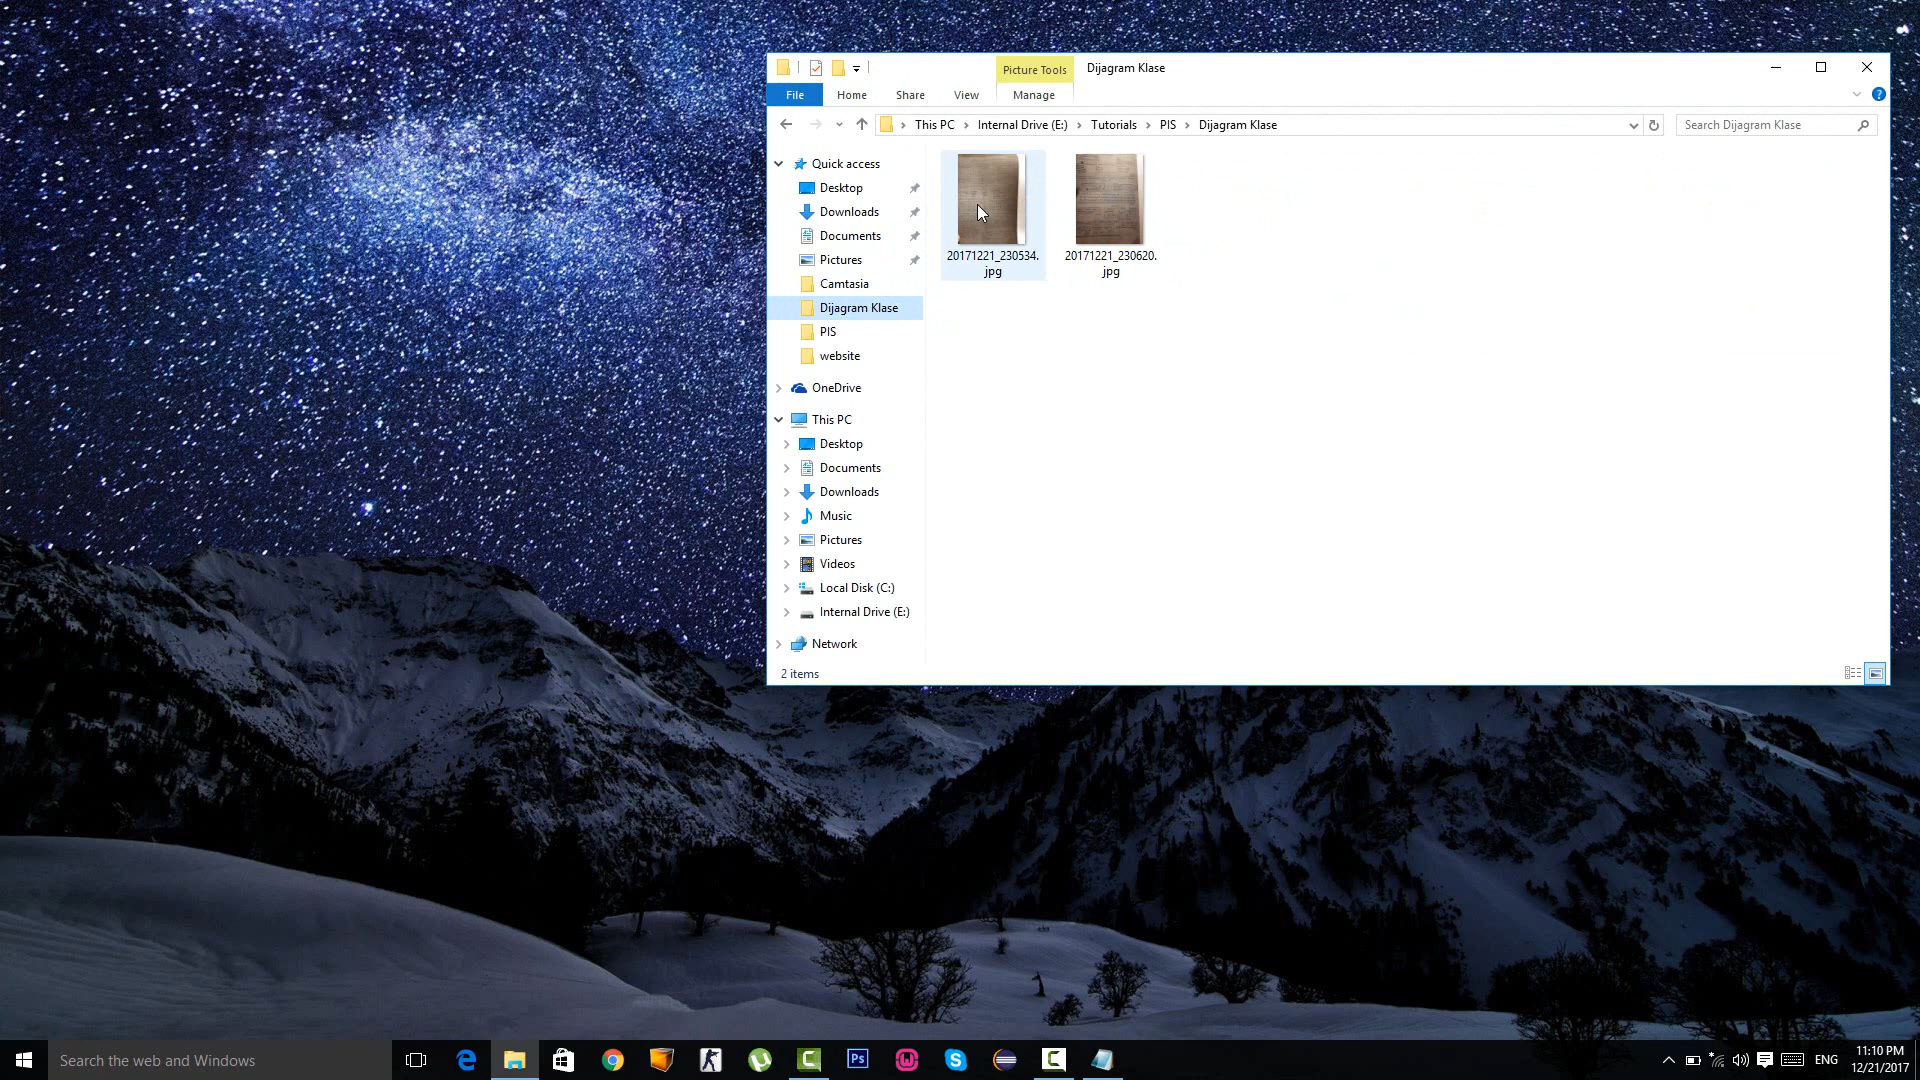 Picture Tools
Dijagram Klase
File
Home
Share
View
Manage
This PC
Internal Drive (E:)
Tutorials
PIS
Dijagram Klase
Search Dijagram Klase
Quick access
Desktop
Downloads
Documents
Pictures
Camtasia
Dijagram Klase
PIS
website
OneDrive
This PC
Desktop
Documents
Downloads
Music
Pictures
Videos
Local Disk (C:)
Internal Drive (E:)
Network
20171221_230534.
jpg
20171221_230620.
jpg
2 items
Search the web and Windows
Ps
ENG
11:10 PM
12/21/2017